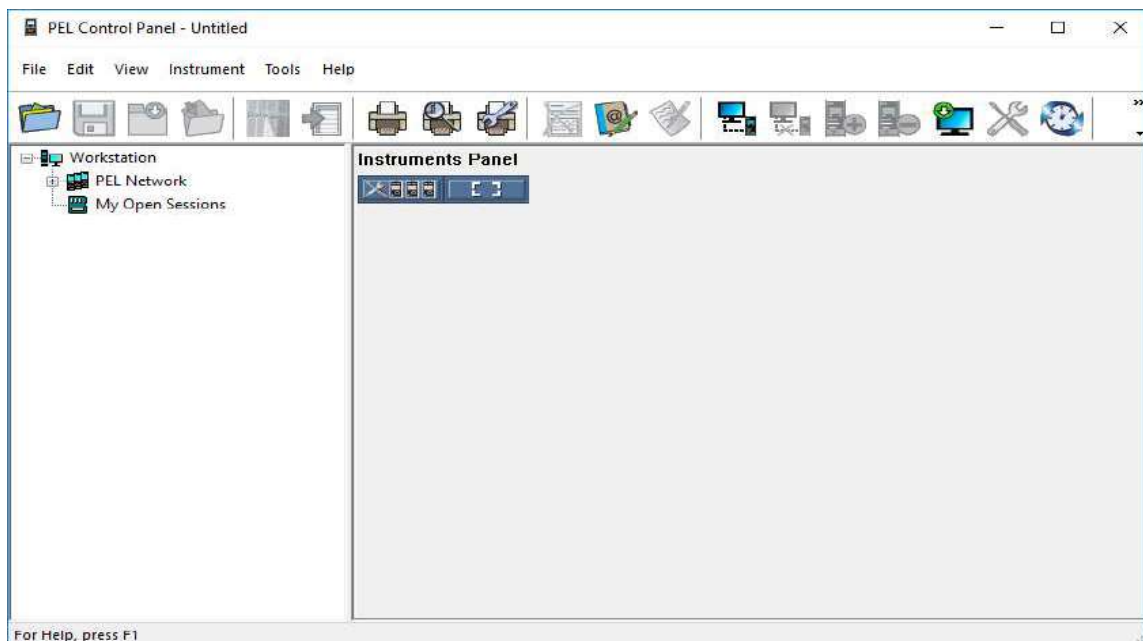 PEL Control Panel - Untitled
File Edit View Instrument Tools Help
Workstation
PEL Network
My Open Sessions
Instruments Panel
For Help, press F1